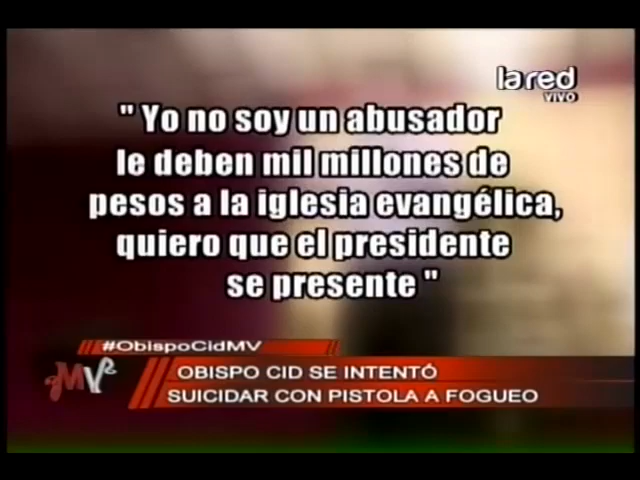 la red
VIVO
" Yo no soy un abusador
le deben mil millones de
pesos a la iglesia evangélica,
quiero que el presidente
se presente "
#ObispoCidMV
MV
OBISPO CID SE INTENTÓ
SUICIDAR CON PISTOLA A FOGUEO